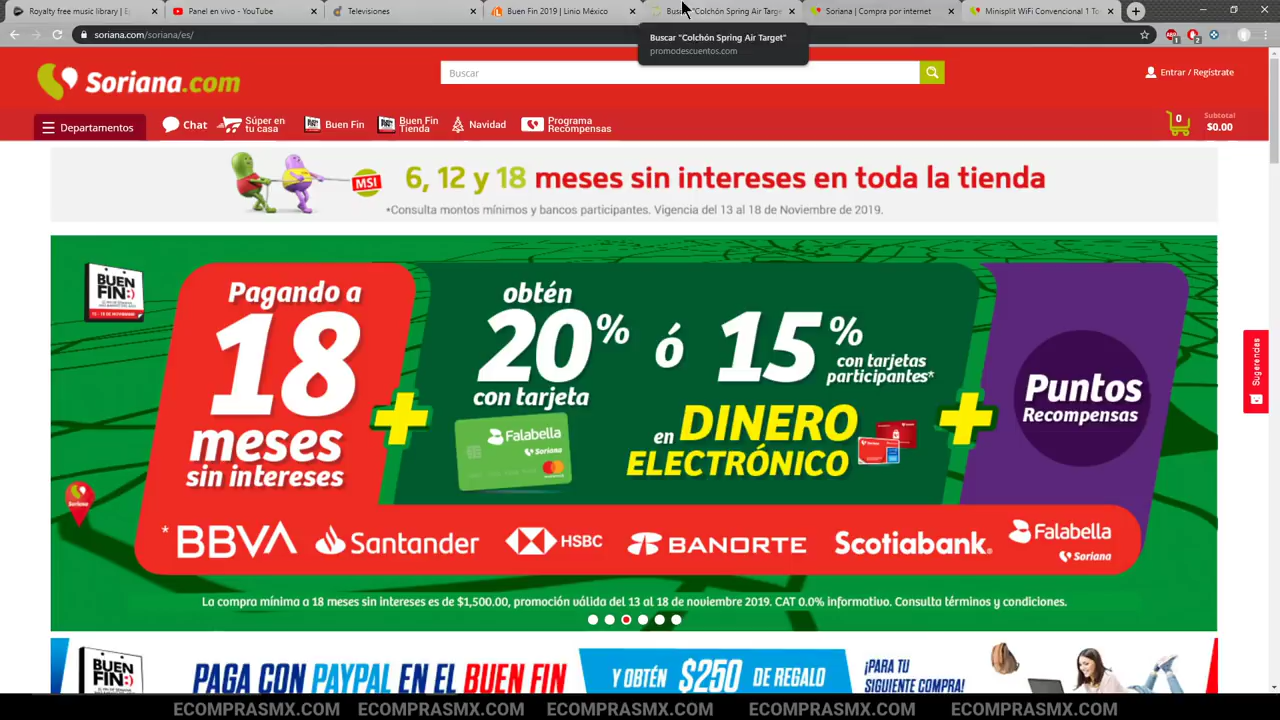 Royalty free music library | E
Panel en vivo - YouTube
Televisiones
Buen Fin 2019 | Linio México
Buscar "Colchón Spring Air Targe
Soriana | Compra por internet
Minisplit WiFi Convencional 1 To
soriana.com/soriana/es/
Buscar "Colchón Spring Air Target"
promodescuentos.com
Soriana.com
Buscar
Entrar / Regístrate
Departamentos
Chat
Súper en tu casa
Buen Fin
Buen Fin Tienda
Navidad
Programa Recompensas
0
Subtotal
$0.00
MSI
6, 12 y 18 meses sin intereses en toda la tienda
*Consulta montos mínimos y bancos participantes. Vigencia del 13 al 18 de Noviembre de 2019.
BUEN
FIN
Pagando a
18
meses
sin intereses
+
obtén
20%
con tarjeta
Falabella
Soriana
ó
15%
con tarjetas
participantes*
en DINERO
ELECTRÓNICO
+
Puntos
Recompensas
Sugerencias
Soriana
* BBVA
Santander
HSBC
BANORTE
Scotiabank.
Falabella
Soriana
La compra mínima a 18 meses sin intereses es de $1,500.00, promoción válida del 13 al 18 de noviembre 2019. CAT 0.0% informativo. Consulta términos y condiciones.
BUEN
PAGA CON PAYPAL EN EL BUEN FIN
Y OBTÉN $250 DE REGALO
¡PARA TU
SIGUIENTE COMPRA!
ECOMPRASMX.COM ECOMPRASMX.COM ECOMPRASMX.COM ECOMPRASMX.COM ECOMPRASMX.COM